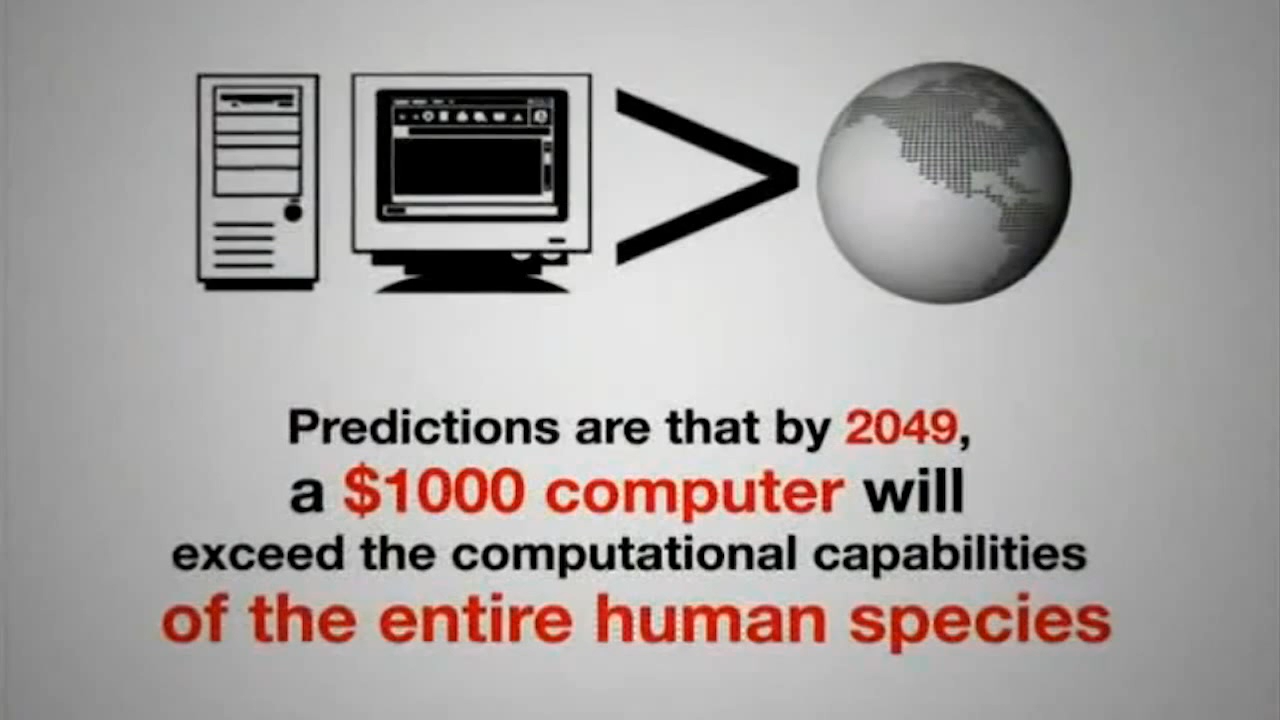 Predictions are that by 2049,
a $1000 computer will
exceed the computational capabilities
of the entire human species